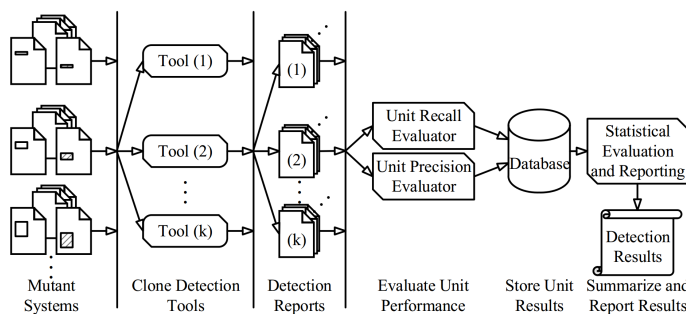 Tool (1)
Tool (2)
Tool (k)
(1)
(2)
(k)
Unit Recall
Evaluator
Unit Precision
Evaluator
Database
Statistical
Evaluation
and Reporting
Detection
Results
Mutant
Systems
Clone Detection
Tools
Detection
Reports
Evaluate Unit
Performance
Store Unit
Results
Summarize and
Report Results